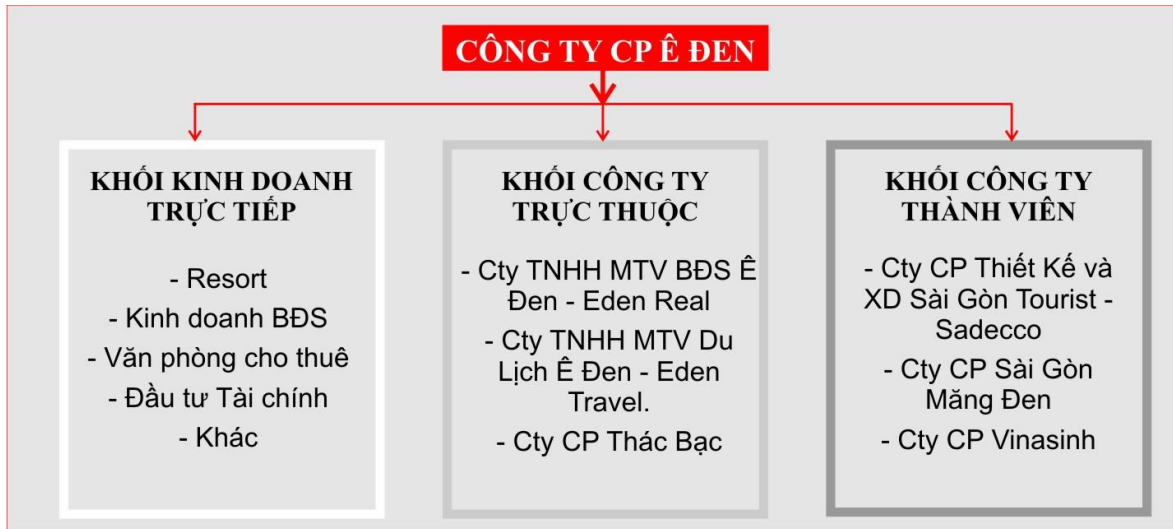 CÔNG TY CP Ê ĐEN
KHỐI KINH DOANH
TRỰC TIẾP
- Resort
- Kinh doanh BĐS
- Văn phòng cho thuê
- Đầu tư Tài chính
- Khác
KHỐI CÔNG TY
TRỰC THUỘC
- Cty TNHH MTV BĐS Ê
Đen - Eden Real
- Cty TNHH MTV Du
Lịch Ê Đen - Eden
Travel.
- Cty CP Thác Bạc
KHỐI CÔNG TY
THÀNH VIÊN
- Cty CP Thiết Kế và
XD Sài Gòn Tourist -
Sadecco
- Cty CP Sài Gòn
Măng Đen
- Cty CP Vinasinh